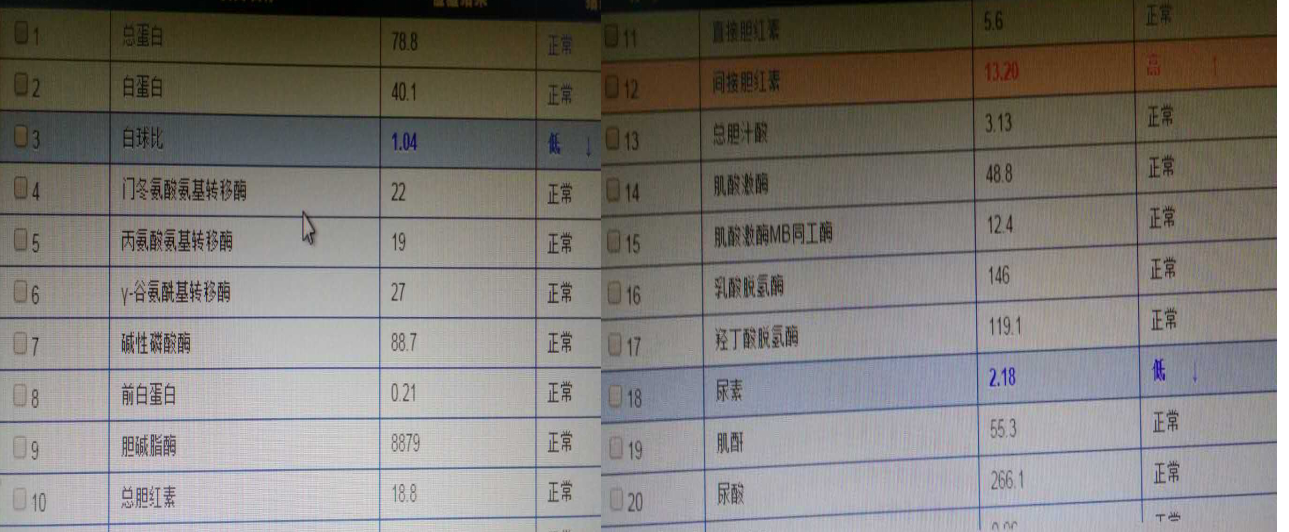 1 总蛋白 78.8 正常
2 白蛋白 40.1 正常
3 白球比 1.04 低 ↓
4 门冬氨酸氨基转移酶 22 正常
5 丙氨酸氨基转移酶 19 正常
6 γ-谷氨酰基转移酶 27 正常
7 碱性磷酸酶 88.7 正常
8 前白蛋白 0.21 正常
9 胆碱脂酶 8879 正常
10 总胆红素 18.8 正常
11 直接胆红素 5.6 正常
12 间接胆红素 13.20 高 ↑
13 总胆汁酸 3.13 正常
14 肌酸激酶 48.8 正常
15 肌酸激酶MB同工酶 12.4 正常
16 乳酸脱氢酶 146 正常
17 羟丁酸脱氢酶 119.1 正常
18 尿素 2.18 低 ↓
19 肌酐 55.3 正常
20 尿酸 266.1 正常